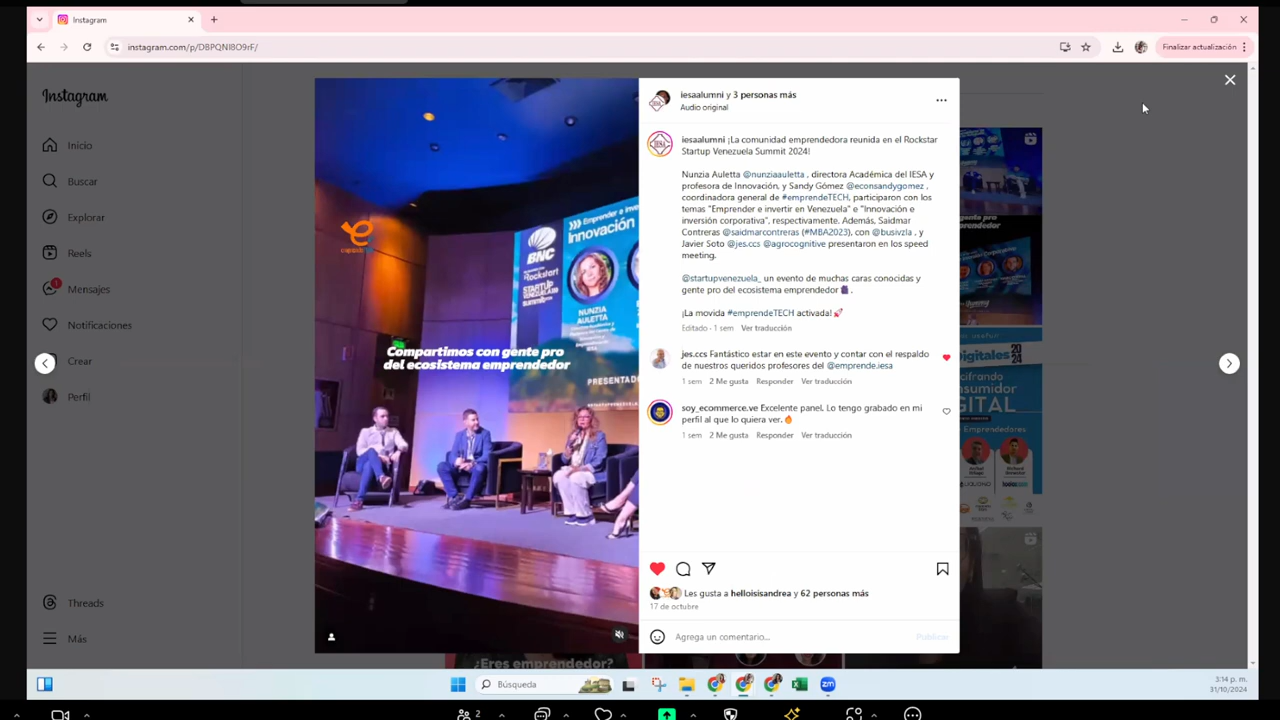 Instagram
instagram.com/p/DBPQNI8O9rF/
Finalizar actualización
Instagram
Inicio
Buscar
Explorar
Reels
1
Mensajes
Notificaciones
Crear
Perfil
Threads
Más
BNC
Rockstart
STARTUP
VENEZUELA
NUNZIA
AULETTA
PRESENTADO
Compartimos con gente pro
del ecosistema emprendedor
iesaalumni y 3 personas más
Audio original
iesaalumni ¡La comunidad emprendedora reunida en el Rockstar
Startup Venezuela Summit 2024!
Nunzia Auletta @nunziaauletta , directora Académica del IESA y
profesora de Innovación, y Sandy Gómez @econsandygomez ,
coordinadora general de #emprendeTECH, participaron con los
temas "Emprender e invertir en Venezuela" e "Innovación e
inversión corporativa", respectivamente. Además, Saidmar
Contreras @saidmarcontreras (#MBA2023), con @busivzla , y
Javier Soto @jes.ccs @agrocognitive presentaron en los speed
meeting.
@startupvenezuela_ un evento de muchas caras conocidas y
gente pro del ecosistema emprendedor .
¡La movida #emprendeTECH activada!🚀
Editado · 1 sem Ver traducción
jes.ccs Fantástico estar en este evento y contar con el respaldo
de nuestros queridos profesores del @emprende.iesa
1 sem 2 Me gusta Responder Ver traducción
soy_ecommerce.ve Excelente panel. Lo tengo grabado en mi
perfil al que lo quiera ver.🔥
1 sem 2 Me gusta Responder Ver traducción
Les gusta a helloisisandrea y 62 personas más
17 de octubre
Agrega un comentario...
Publicar
¿Eres emprendedor?
Búsqueda
zm
3:14 p. m.
31/10/2024
2